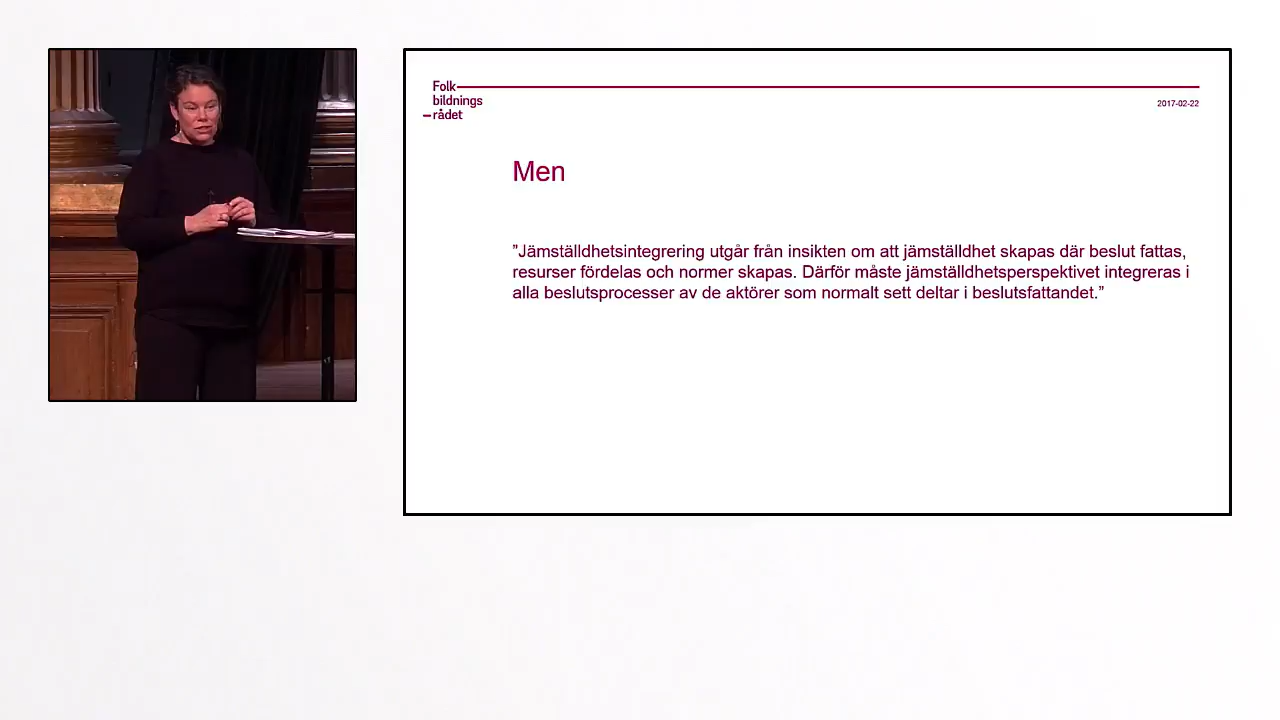 Folk
bildnings
rådet
2017-02-22
Men
”Jämställdhetsintegrering utgår från insikten om att jämställdhet skapas där beslut fattas,
resurser fördelas och normer skapas. Därför måste jämställdhetsperspektivet integreras i
alla beslutsprocesser av de aktörer som normalt sett deltar i beslutsfattandet.”